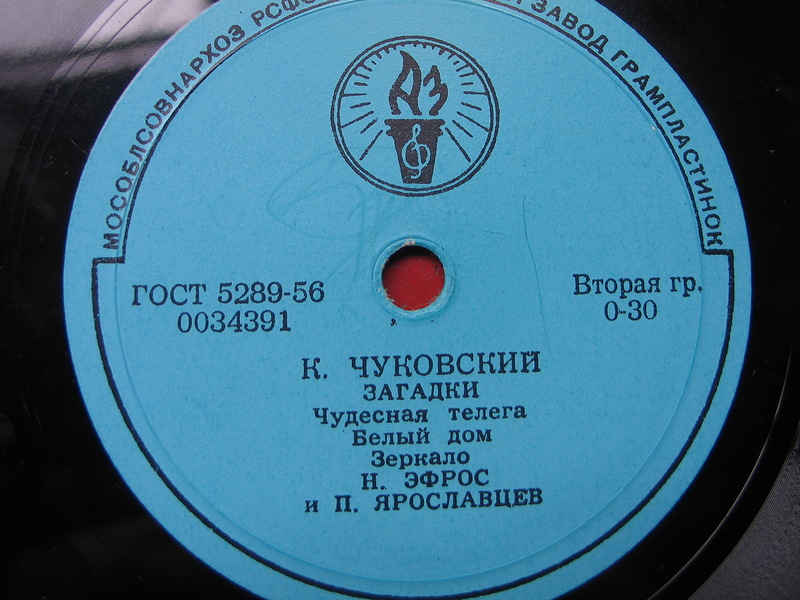 МОСОБЛСОВНАРХОЗ ЗАВОД ГРАМПЛАСТИНОК
АЗ
ГОСТ 5289-56
0034391
Вторая гр.
0-30
К. ЧУКОВСКИЙ
ЗАГАДКИ
Чудесная телега
Белый дом
Зеркало
Н. ЭФРОС
и П. ЯРОСЛАВЦЕВ